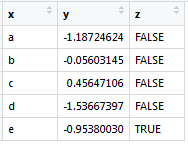 x y z
a -1.18724624 FALSE
b -0.05603145 FALSE
c 0.45647106 FALSE
d -1.53667397 FALSE
e -0.95380030 TRUE